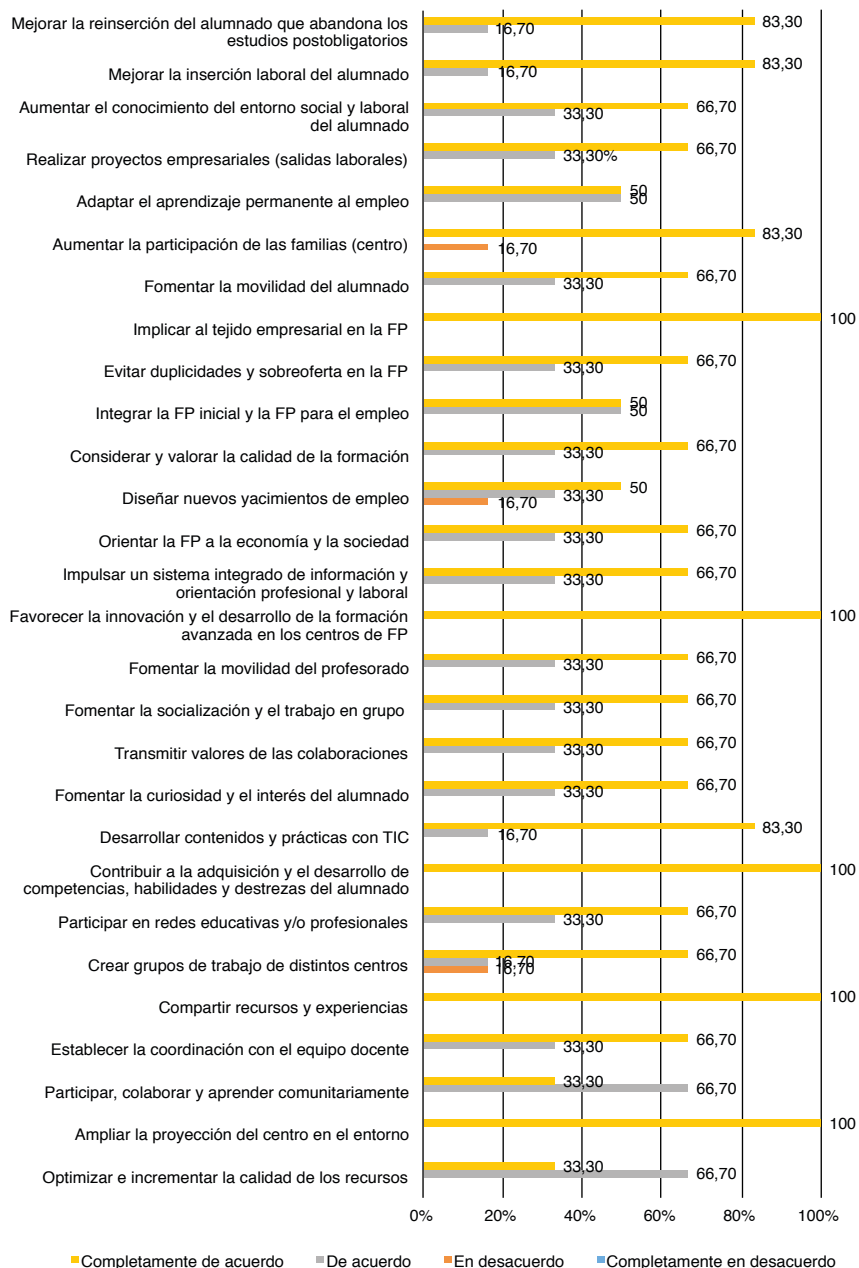 Mejorar la reinserción del alumnado que abandona los
estudios postobligatorios
83,30
16,70
Mejorar la inserción laboral del alumnado
83,30
16,70
Aumentar el conocimiento del entorno social y laboral
del alumnado
66,70
33,30
Realizar proyectos empresariales (salidas laborales)
66,70
33,30%
Adaptar el aprendizaje permanente al empleo
50
50
Aumentar la participación de las familias (centro)
83,30
16,70
Fomentar la movilidad del alumnado
66,70
33,30
Implicar al tejido empresarial en la FP
100
Evitar duplicidades y sobreoferta en la FP
66,70
33,30
Integrar la FP inicial y la FP para el empleo
50
50
Considerar y valorar la calidad de la formación
66,70
33,30
Diseñar nuevos yacimientos de empleo
50
33,30
16,70
Orientar la FP a la economía y la sociedad
66,70
33,30
Impulsar un sistema integrado de información y
orientación profesional y laboral
66,70
33,30
Favorecer la innovación y el desarrollo de la formación
avanzada en los centros de FP
100
Fomentar la movilidad del profesorado
66,70
33,30
Fomentar la socialización y el trabajo en grupo
66,70
33,30
Transmitir valores de las colaboraciones
66,70
33,30
Fomentar la curiosidad y el interés del alumnado
66,70
33,30
Desarrollar contenidos y prácticas con TIC
83,30
16,70
Contribuir a la adquisición y el desarrollo de
competencias, habilidades y destrezas del alumnado
100
Participar en redes educativas y/o profesionales
66,70
33,30
Crear grupos de trabajo de distintos centros
66,70
16,70
16,70
Compartir recursos y experiencias
100
Establecer la coordinación con el equipo docente
66,70
33,30
Participar, colaborar y aprender comunitariamente
33,30
66,70
Ampliar la proyección del centro en el entorno
100
Optimizar e incrementar la calidad de los recursos
33,30
66,70
0% 20% 40% 60% 80% 100%
Completamente de acuerdo De acuerdo En desacuerdo Completamente en desacuerdo